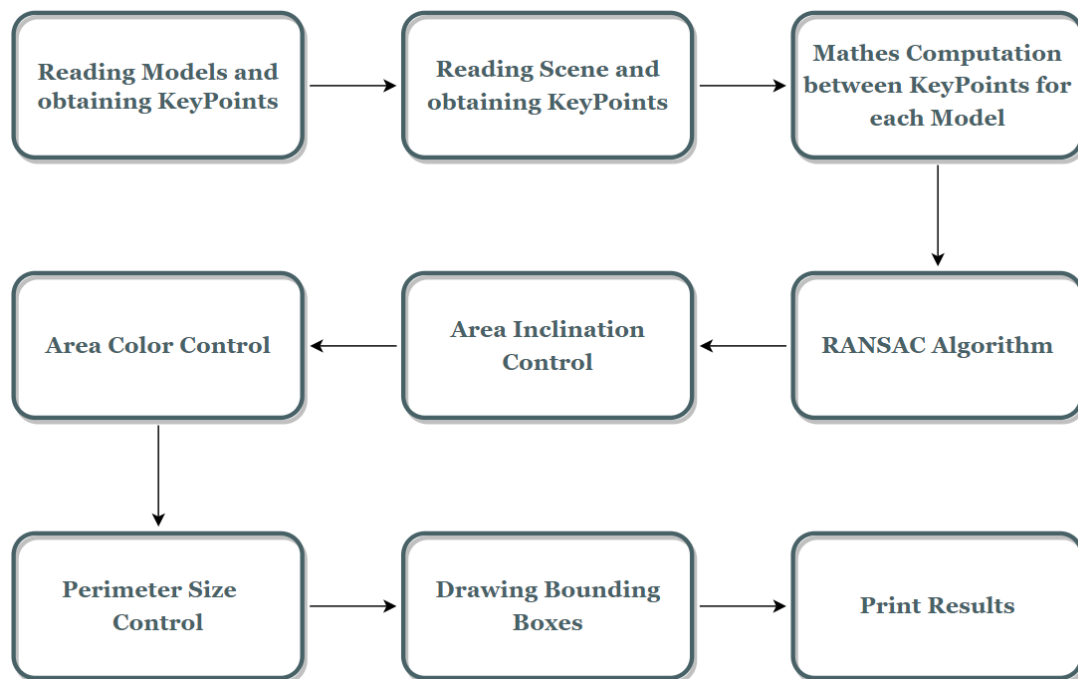 Reading Models and
obtaining KeyPoints
Reading Scene and
obtaining KeyPoints
Mathes Computation
between KeyPoints for
each Model
Area Color Control
Area Inclination
Control
RANSAC Algorithm
Perimeter Size
Control
Drawing Bounding
Boxes
Print Results